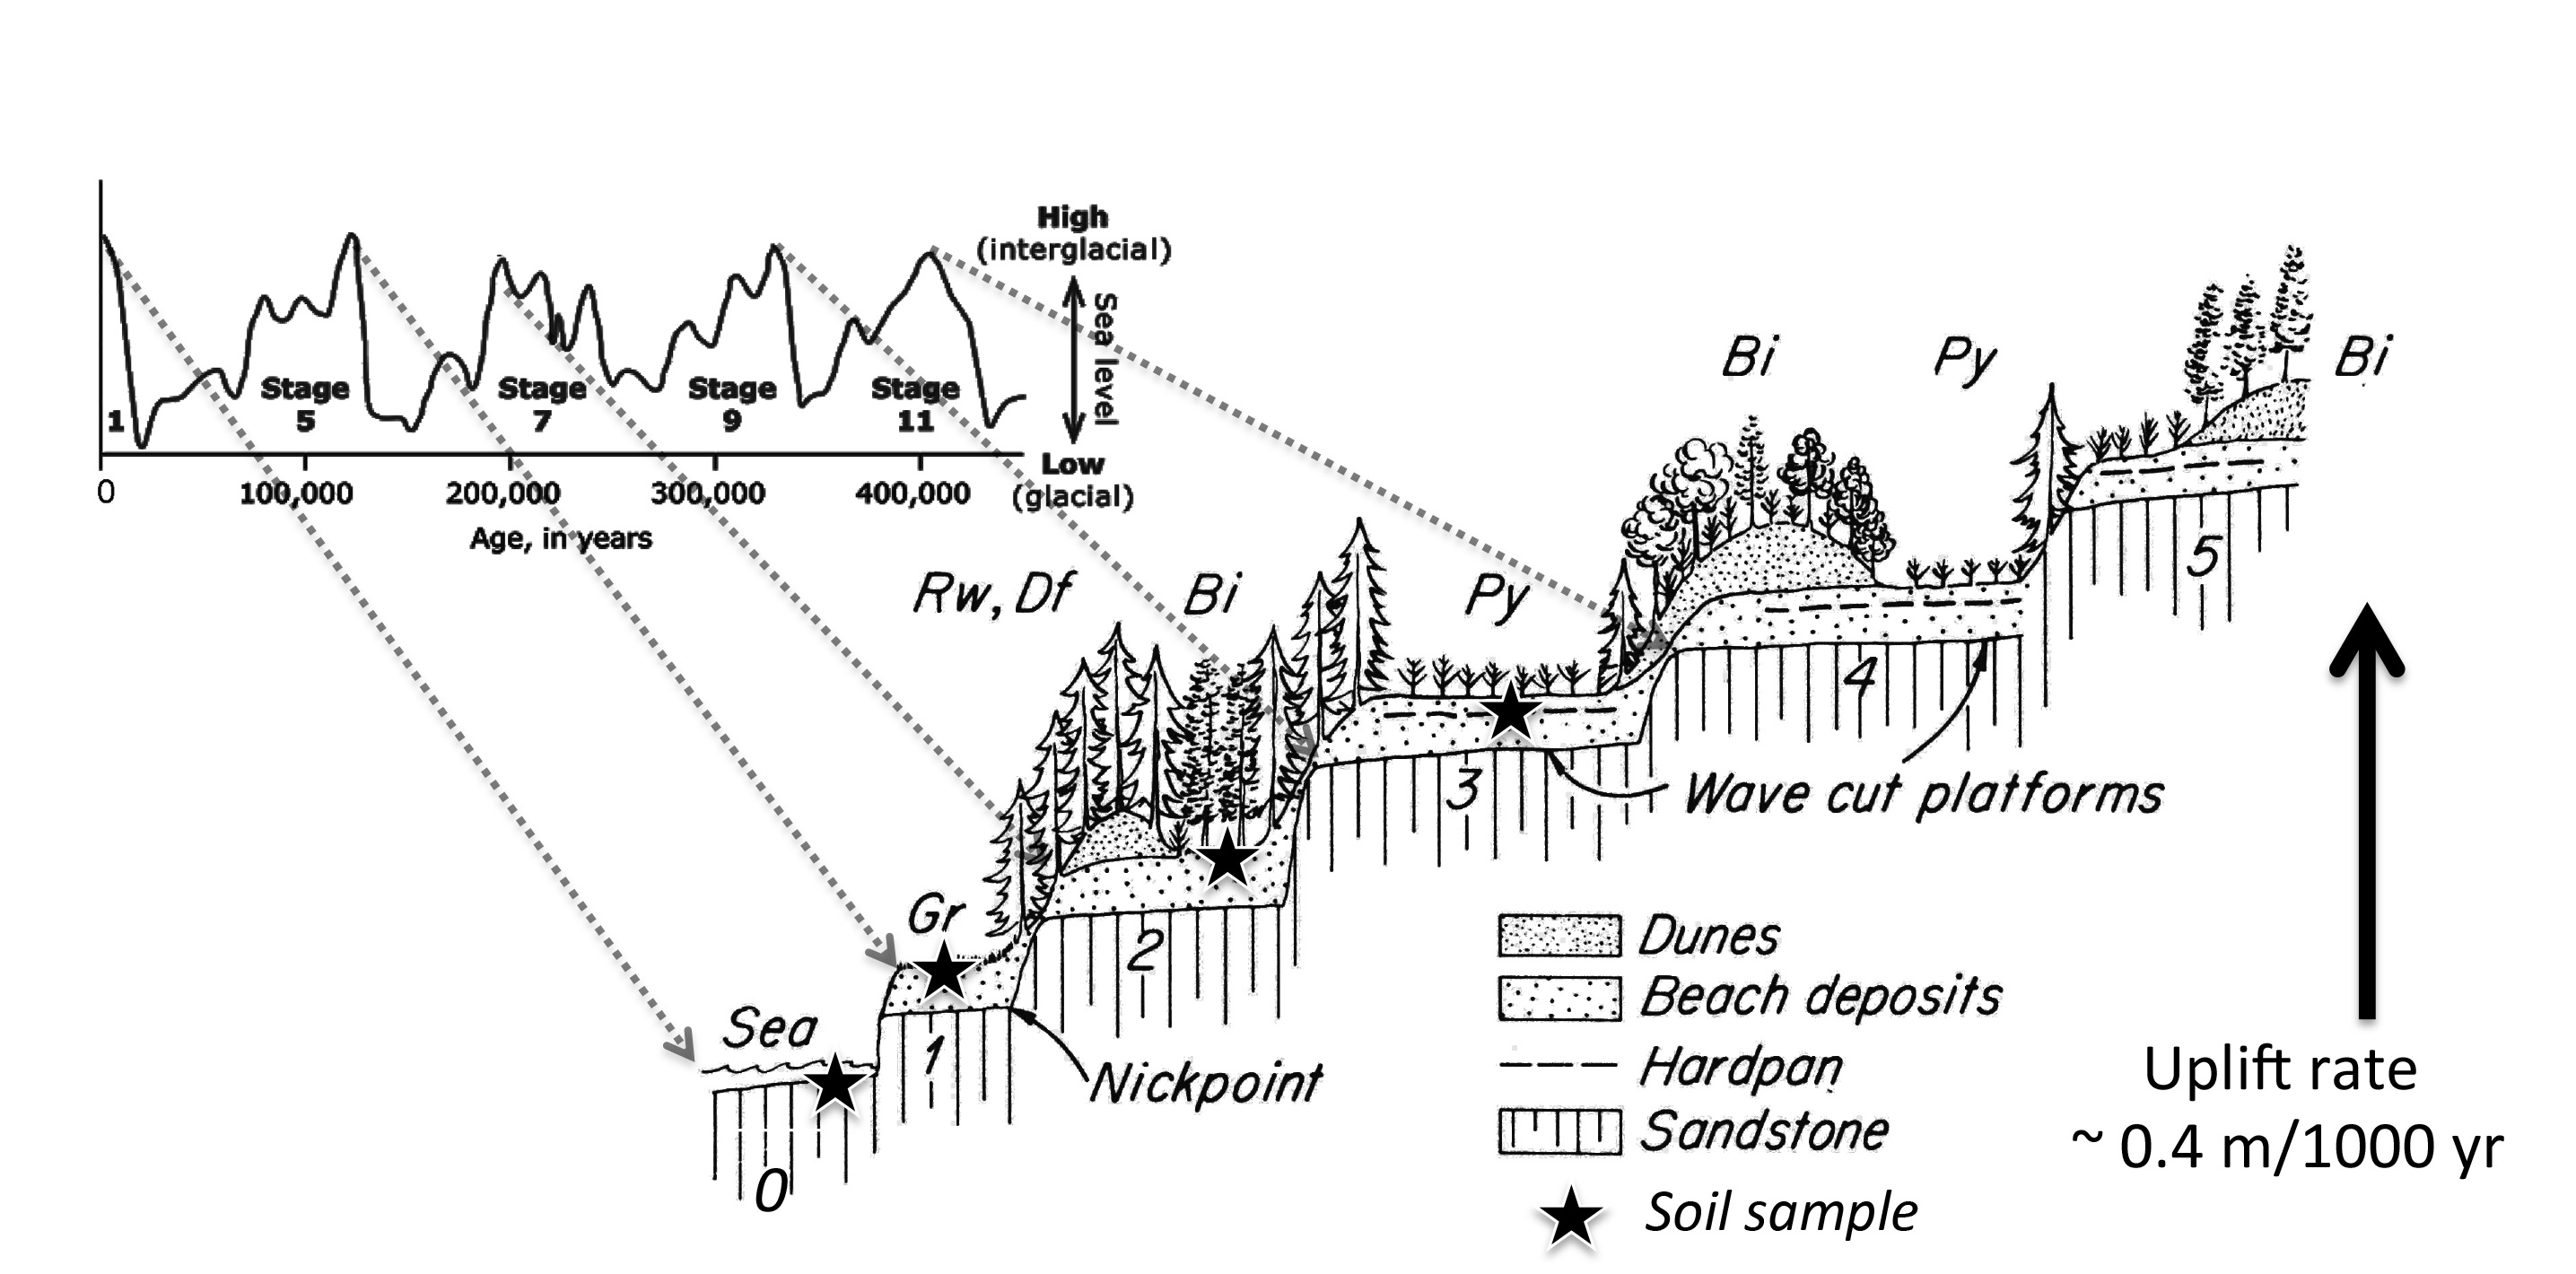 High
(interglacial)
Sea level
Low
(glacial)
Stage
5
Stage
7
Stage
9
Stage
11
1
0
100,000
200,000
300,000
400,000
Age, in years
Bi
Py
Bi
Rw, Df
Bi
Py
5
4
3
Wave cut platforms
Gr
2
Sea
1
Nickpoint
0
Dunes
Beach deposits
Hardpan
Sandstone
Soil sample
Uplift rate
~ 0.4 m/1000 yr